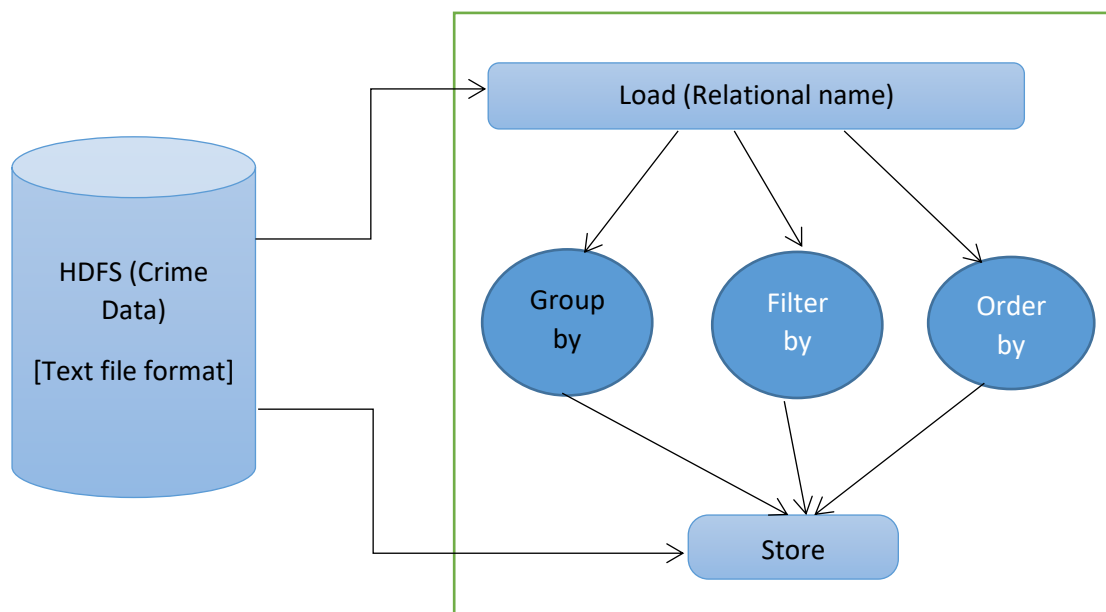 Load (Relational name)
HDFS (Crime
Data)
[Text file format]
Group
by
Filter
by
Order
by
Store